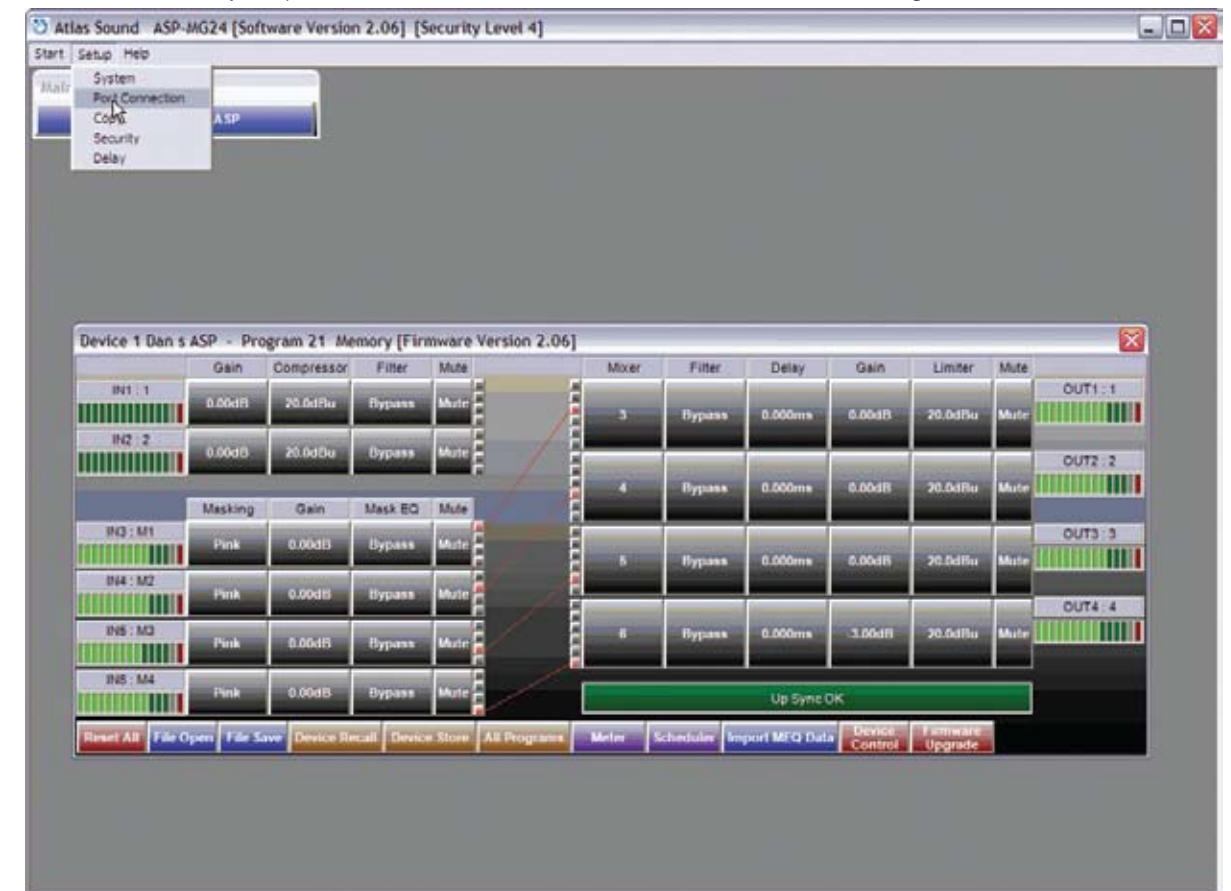 Atlas Sound ASP-MG24 [Software Version 2.06] [Security Level 4]
Start Setup Help
System
Port Connection
Security
Delay
ASP
Device 1 Dan s ASP - Program 21 Memory [Firmware Version 2.06]
Gain Compressor Filter Mute Mixer Filter Delay Gain Limiter Mute
IN1 : 1 0.00dB 20.0dBu Bypass Mute 3 Bypass 0.000ms 0.00dB 20.0dBu Mute OUT1 : 1
IN2 : 2 0.00dB 20.0dBu Bypass Mute
4 Bypass 0.000ms 0.00dB 20.0dBu Mute OUT2 : 2
Masking Gain Mask EQ Mute
IN3 : M1 Pink 0.00dB Bypass Mute 5 Bypass 0.000ms 0.00dB 20.0dBu Mute OUT3 : 3
IN4 : M2 Pink 0.00dB Bypass Mute
IN5 : M3 Pink 0.00dB Bypass Mute 6 Bypass 0.000ms -3.00dB 20.0dBu Mute OUT4 : 4
IN6 : M4 Pink 0.00dB Bypass Mute
Up Sync OK
Reset All File Open File Save Device Recall Device Store All Programs Meter Scheduler Import MEQ Data Device Control Firmware Upgrade